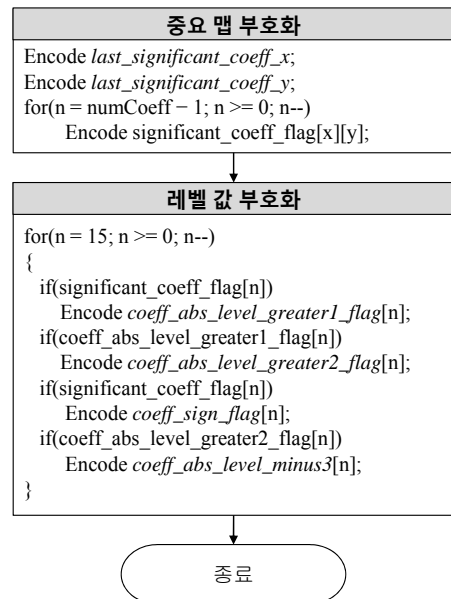 중요 맵 부호화
Encode last_significant_coeff_x;
Encode last_significant_coeff_y;
for(n = numCoeff − 1; n >= 0; n--)
Encode significant_coeff_flag[x][y];
레벨 값 부호화
for(n = 15; n >= 0; n--)
{
if(significant_coeff_flag[n])
Encode coeff_abs_level_greater1_flag[n];
if(coeff_abs_level_greater1_flag[n])
Encode coeff_abs_level_greater2_flag[n];
if(significant_coeff_flag[n])
Encode coeff_sign_flag[n];
if(coeff_abs_level_greater2_flag[n])
Encode coeff_abs_level_minus3[n];
}
종료